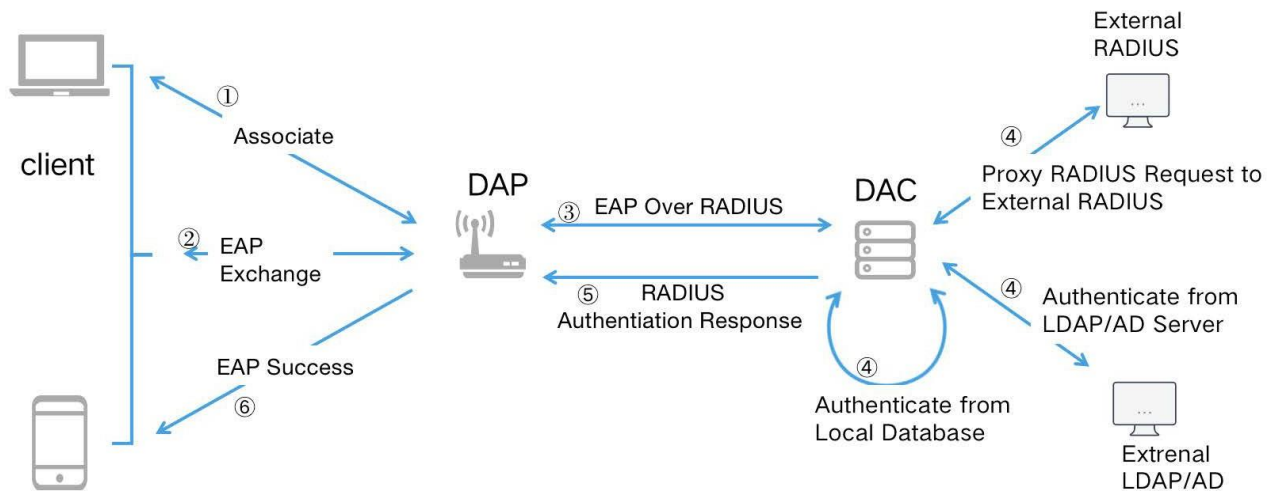 External
RADIUS
①
Associate
client
④
Proxy RADIUS Request to
External RADIUS
DAP
DAC
③ EAP Over RADIUS
② EAP
Exchange
④ Authenticate from
LDAP/AD Server
⑤ RADIUS
Authentiation Response
EAP Success
⑥
④
Authenticate from
Local Database
Extrenal
LDAP/AD